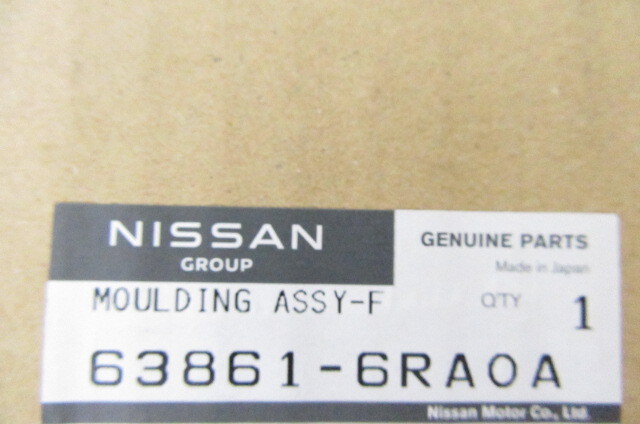 NISSAN
GROUP
GENUINE PARTS
Made in Japan
MOULDING ASSY-F
Q'TY 1
63861-6RA0A
Nissan Motor Co., Ltd.